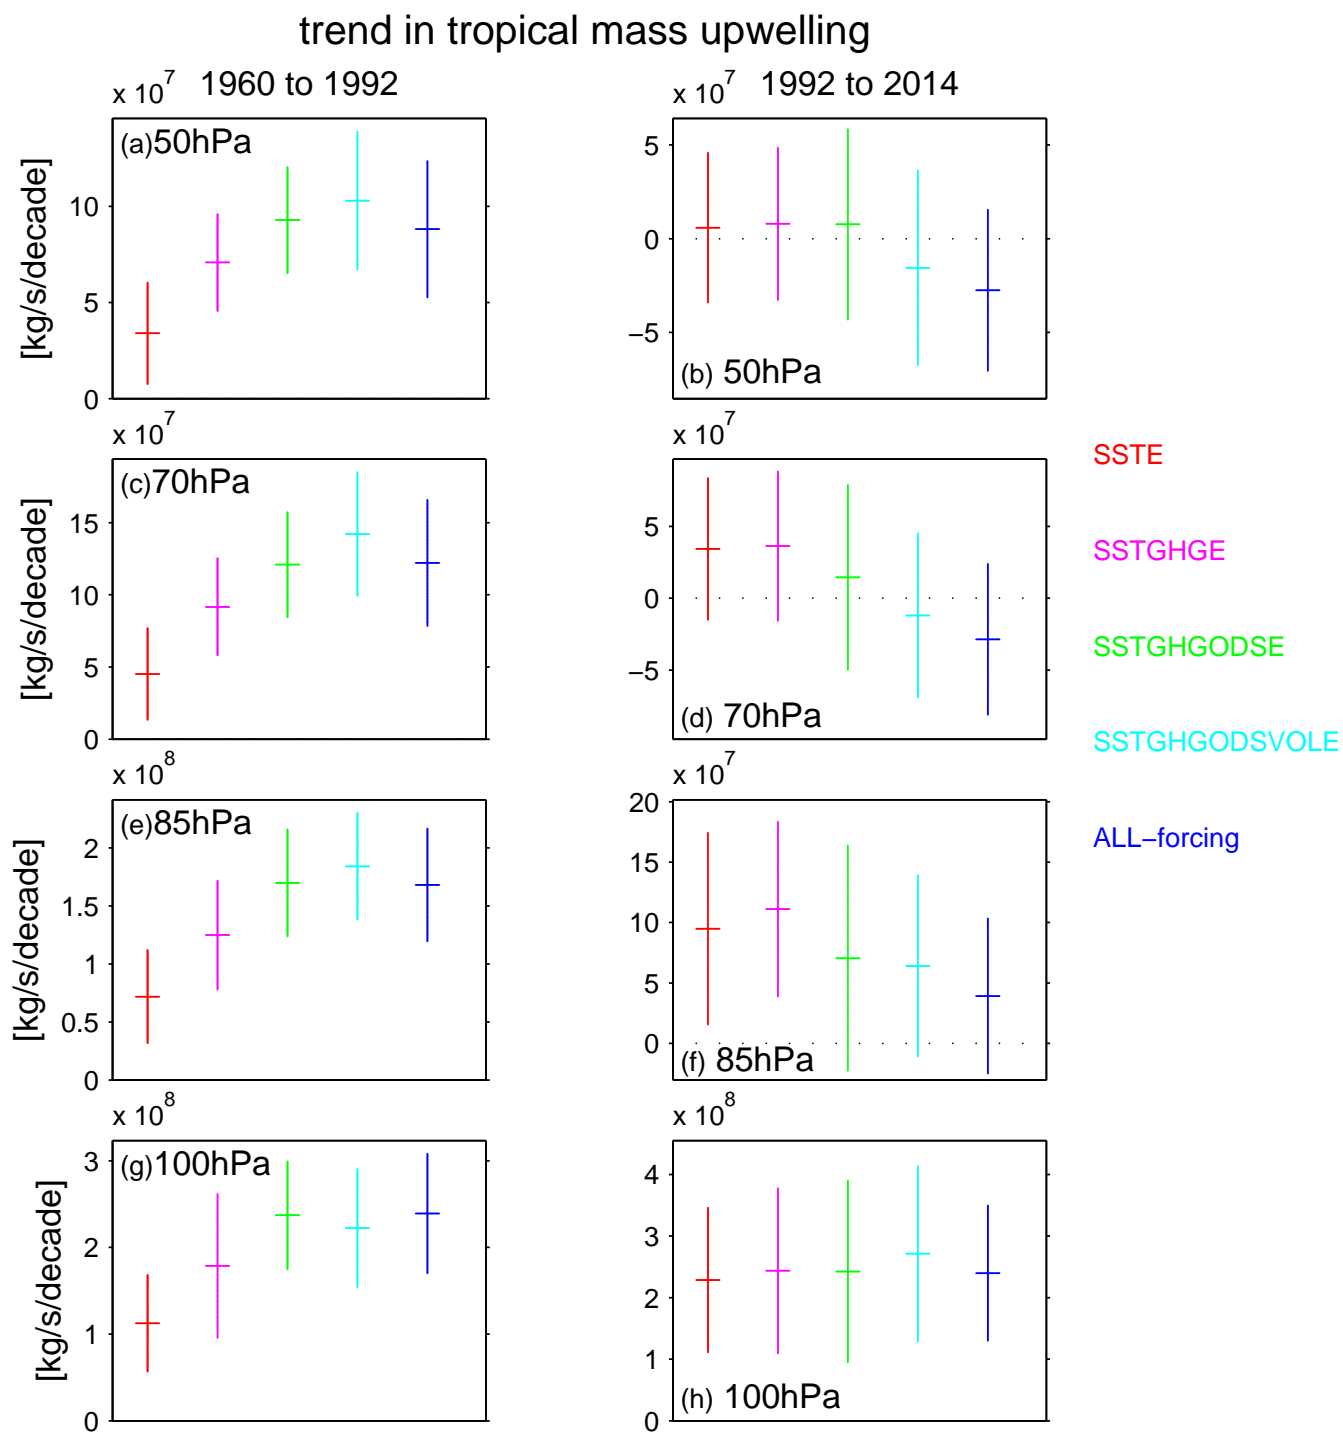 trend in tropical mass upwelling
1960 to 1992
1992 to 2014
x 10^7
(a)50hPa
[kg/s/decade]
10
5
0
x 10^7
5
0
−5
(b) 50hPa
x 10^7
(c)70hPa
[kg/s/decade]
15
10
5
0
x 10^7
5
0
−5
(d) 70hPa
x 10^8
(e)85hPa
[kg/s/decade]
2
1.5
1
0.5
0
x 10^7
20
15
10
5
0
(f) 85hPa
x 10^8
(g)100hPa
[kg/s/decade]
3
2
1
0
x 10^8
4
3
2
1
0
(h) 100hPa
SSTE
SSTGHGE
SSTGHGODSE
SSTGHGODSVOLE
ALL−forcing